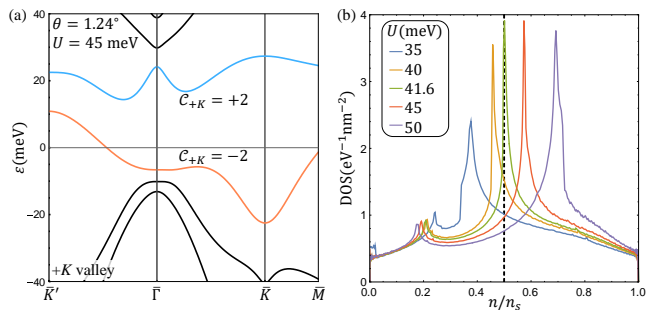 (a)
θ = 1.24°
U = 45 meV
ε(meV)
40
20
0
−20
−40
𝒞+K = +2
𝒞+K = −2
+K valley
K̄′
Γ̄
K̄
M̄
(b)
DOS(eV⁻¹nm⁻²)
4
3
2
1
0
U(meV)
35
40
41.6
45
50
0.0
0.2
0.4
0.6
0.8
1.0
n/nₛ